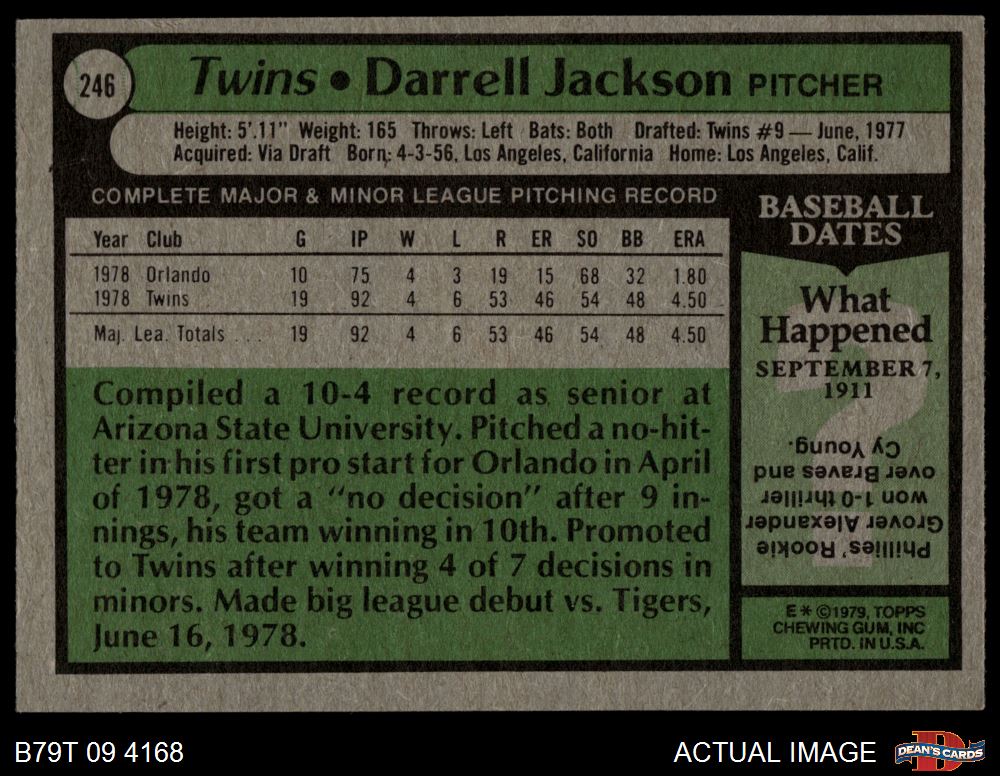 246
Twins • Darrell Jackson PITCHER
Height: 5'.11" Weight: 165 Throws: Left Bats: Both Drafted: Twins #9 — June, 1977
Acquired: Via Draft Born: 4-3-56, Los Angeles, California Home: Los Angeles, Calif.
COMPLETE MAJOR & MINOR LEAGUE PITCHING RECORD
Year Club G IP W L R ER SO BB ERA
1978 Orlando 10 75 4 3 19 15 68 32 1.80
1978 Twins 19 92 4 6 53 46 54 48 4.50
Maj. Lea. Totals . . . 19 92 4 6 53 46 54 48 4.50
Compiled a 10-4 record as senior at
Arizona State University. Pitched a no-hit-
ter in his first pro start for Orlando in April
of 1978, got a "no decision" after 9 in-
nings, his team winning in 10th. Promoted
to Twins after winning 4 of 7 decisions in
minors. Made big league debut vs. Tigers,
June 16, 1978.
BASEBALL
DATES
What
Happened
SEPTEMBER 7,
1911
Phillies' Rookie
Grover Alexander
won 1-0 thriller
over Braves and
Cy Young.
E * ©1979, TOPPS
CHEWING GUM, INC
PRTD. IN U.S.A.
B79T 09 4168
ACTUAL IMAGE
DEAN'S CARDS